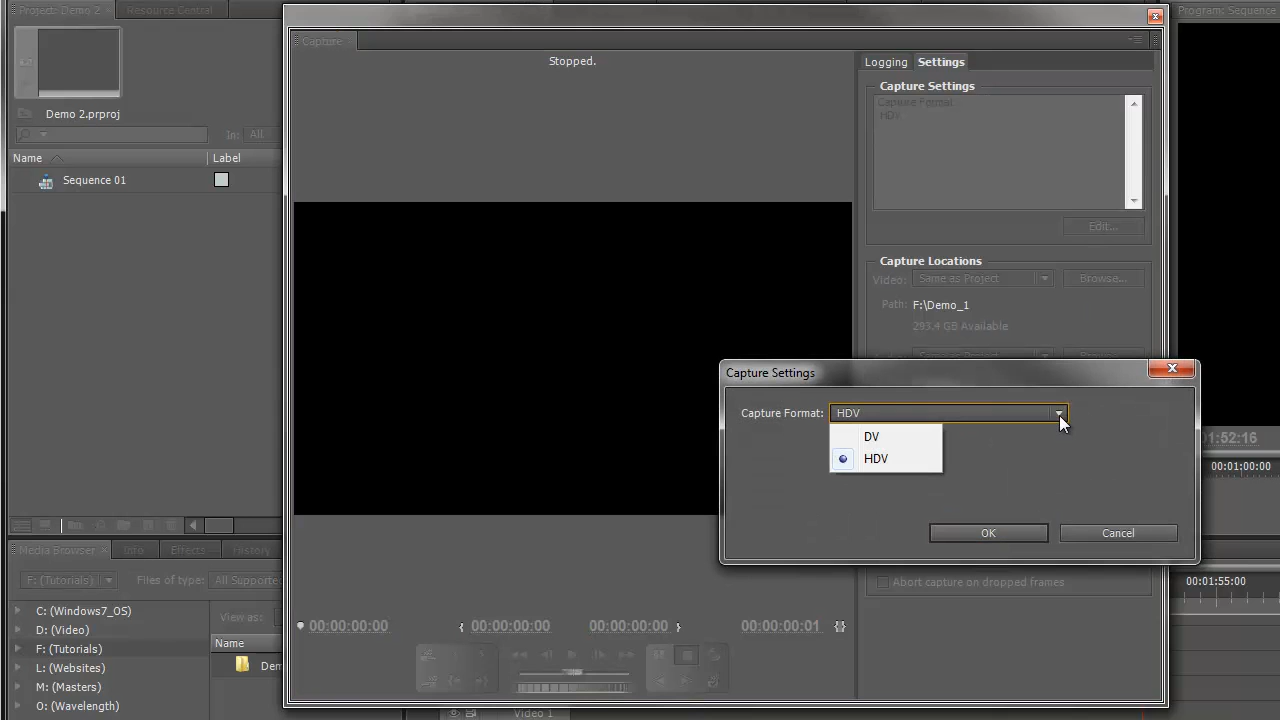 Project: Demo 2 ×
Resource Central
Program: Sequence
Demo 2.prproj
In: All
Name
Label
Sequence 01
Capture
Stopped.
Logging
Settings
Capture Settings
Capture Format:
HDV
Edit...
Capture Locations
Video: Same as Project
Browse...
Path: F:\Demo_1
293.4 GB Available
Same as Project
Capture Settings
Capture Format: HDV
DV
HDV
OK
Cancel
Abort capture on dropped frames
:52:16
00:01:00:00
00:01:55:00
Media Browser ×
Info
Effects
History
F: (Tutorials)
Files of type: All Supporte
C: (Windows7_OS)
D: (Video)
F: (Tutorials)
L: (Websites)
M: (Masters)
O: (Wavelength)
View as:
Name
Dem
00:00:00:00
{ 00:00:00:00
00:00:00:00 }
00:00:00:01 {}
Video 1